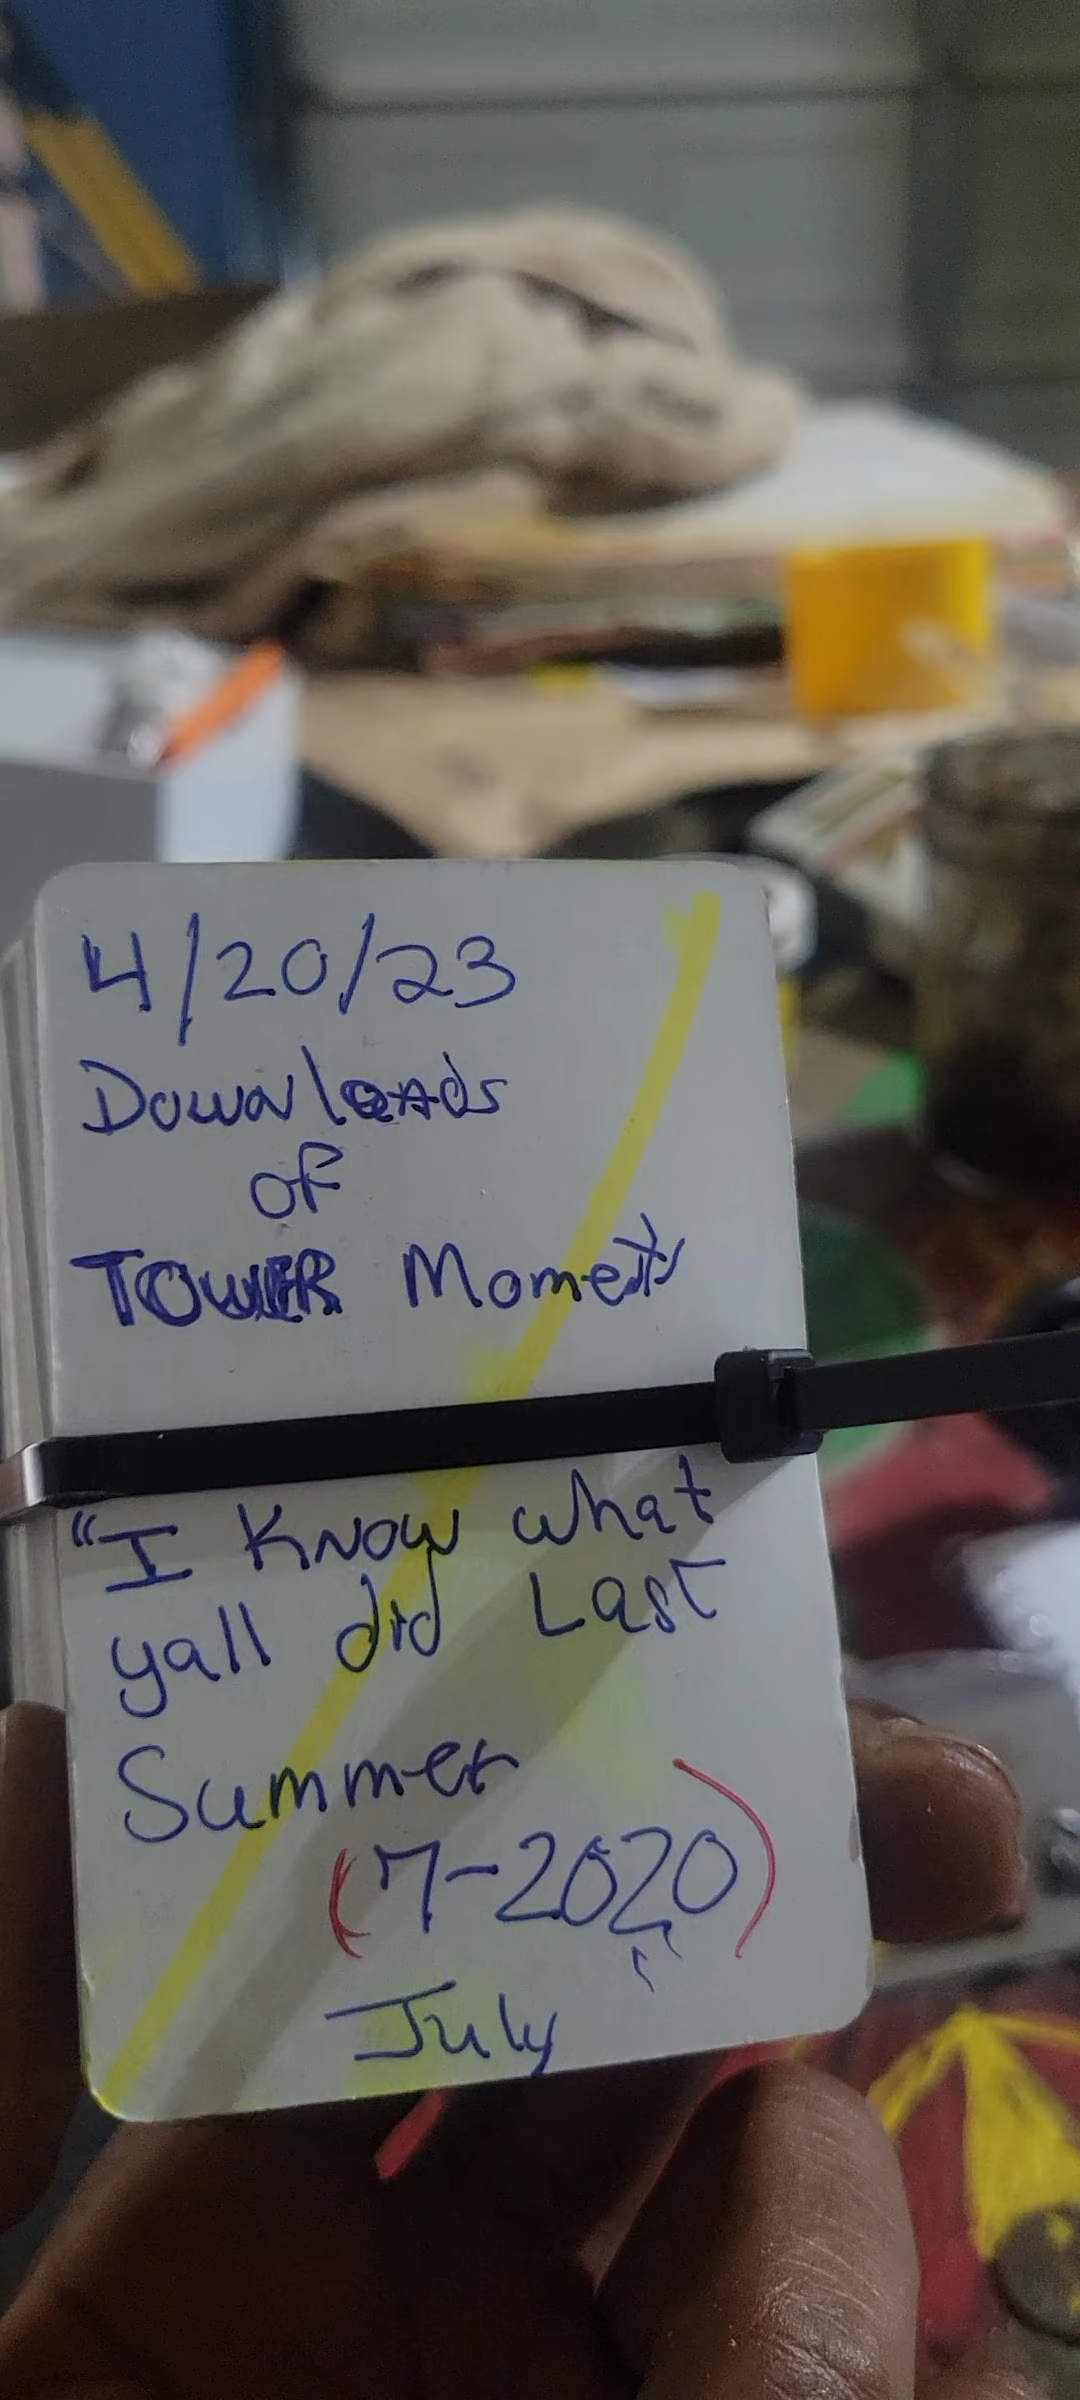 4/20/23
Downloads
of
TOWER Moments
"I Know what
yall did Last
Summer
(7-2020)
July